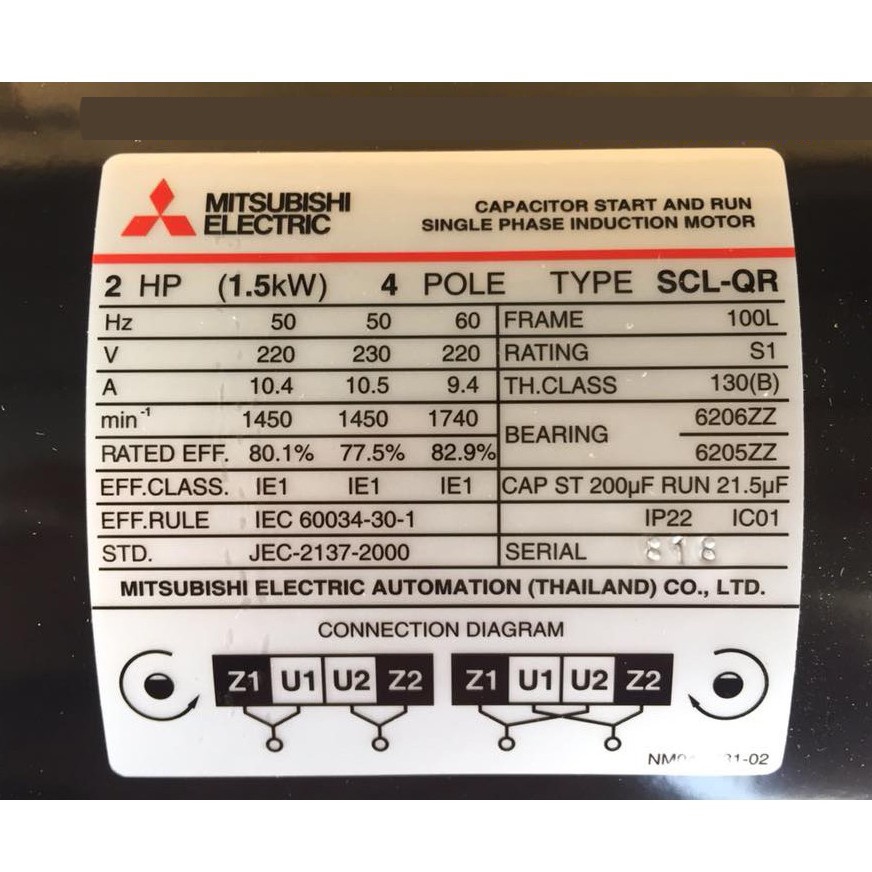 MITSUBISHI
ELECTRIC
CAPACITOR START AND RUN
SINGLE PHASE INDUCTION MOTOR
2 HP (1.5kW) 4 POLE TYPE SCL-QR
Hz 50 50 60 FRAME 100L
V 220 230 220 RATING S1
A 10.4 10.5 9.4 TH.CLASS 130(B)
min⁻¹ 1450 1450 1740 BEARING 6206ZZ
6205ZZ
RATED EFF. 80.1% 77.5% 82.9%
EFF.CLASS. IE1 IE1 IE1 CAP ST 200µF RUN 21.5µF
EFF.RULE IEC 60034-30-1 IP22 IC01
STD. JEC-2137-2000 SERIAL 818
MITSUBISHI ELECTRIC AUTOMATION (THAILAND) CO., LTD.
CONNECTION DIAGRAM
Z1 U1 U2 Z2 Z1 U1 U2 Z2